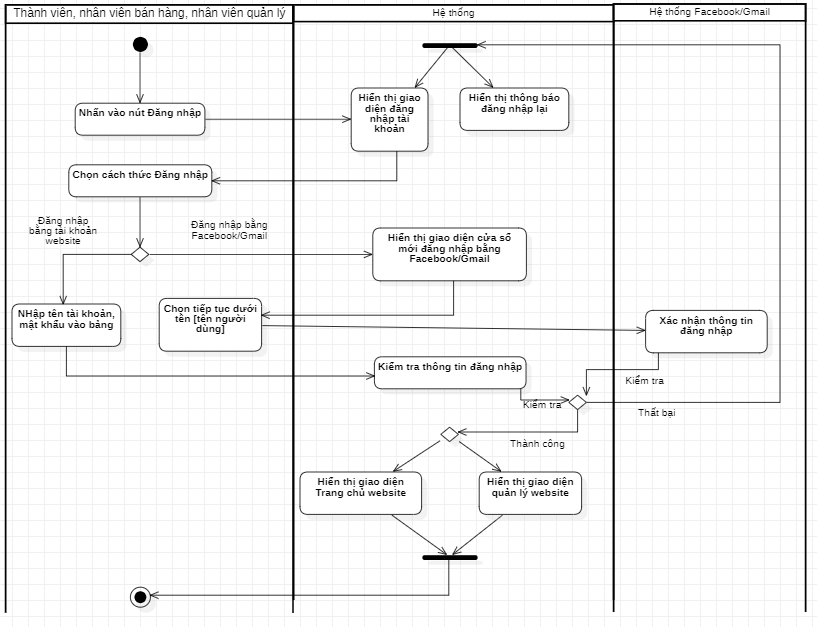 Thành viên, nhân viên bán hàng, nhân viên quản lý
Hệ thống
Hệ thống Facebook/Gmail
Nhấn vào nút Đăng nhập
Hiển thị giao
diện đăng
nhập tài
khoản
Hiển thị thông báo
đăng nhập lại
Chọn cách thức Đăng nhập
Đăng nhập
bằng tài khoản
website
Đăng nhập bằng
Facebook/Gmail
Hiển thị giao diện cửa sổ
mới đăng nhập bằng
Facebook/Gmail
NHập tên tài khoản,
mật khẩu vào bảng
Chọn tiếp tục dưới
tên [tên người
dùng]
Xác nhận thông tin
đăng nhập
Kiểm tra thông tin đăng nhập
Kiểm tra
Kiểm tra
Thất bại
Thành công
Hiển thị giao diện
Trang chủ website
Hiển thị giao diện
quản lý website